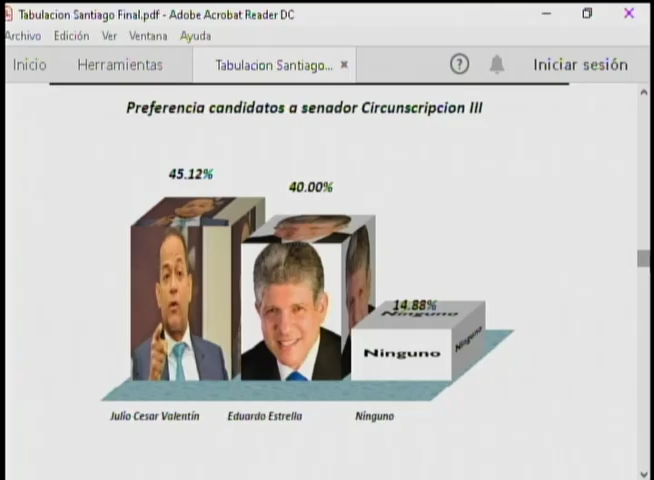 Tabulacion Santiago Final.pdf - Adobe Acrobat Reader DC
Archivo Edición Ver Ventana Ayuda
Inicio Herramientas Tabulacion Santiago... × ? Iniciar sesión
Preferencia candidatos a senador Circunscripcion III
45.12%
40.00%
14.88%
Ninguno
Ninguno
Ninguno
Julio Cesar Valentin Eduardo Estrella Ninguno